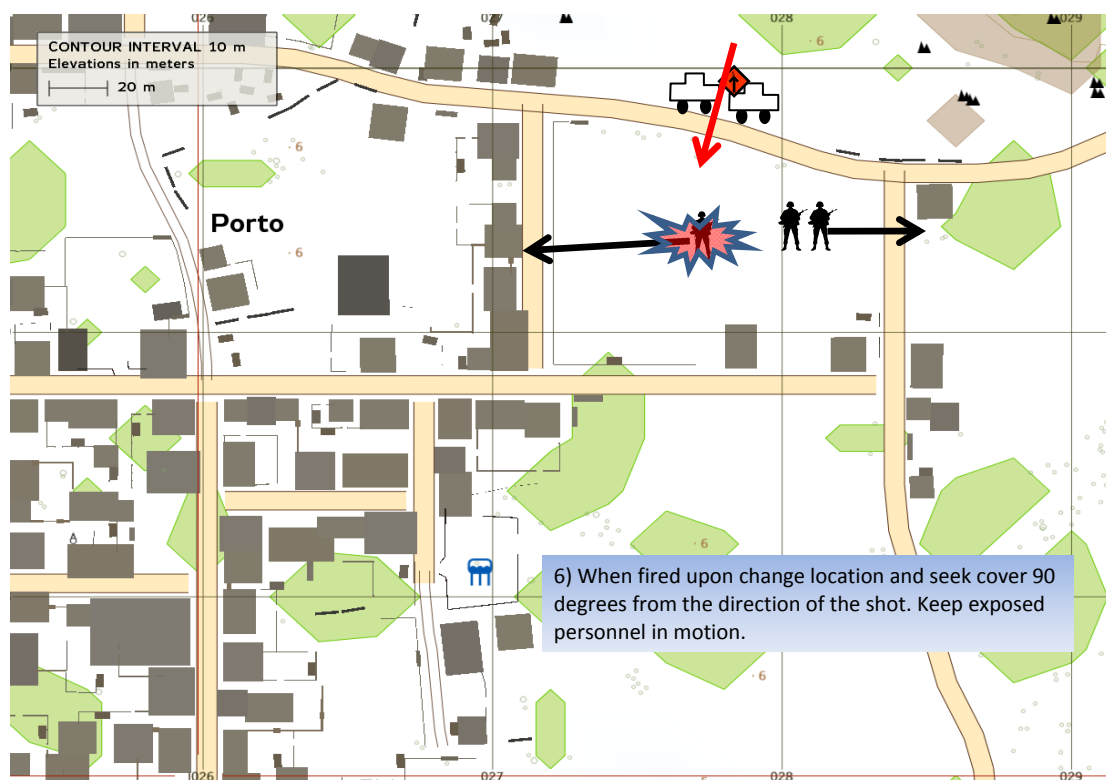 026
027
028
029
CONTOUR INTERVAL 10 m
Elevations in meters
20 m
6
6
Porto
6
6
6) When fired upon change location and seek cover 90
degrees from the direction of the shot. Keep exposed
personnel in motion.
6
026
027
028
029